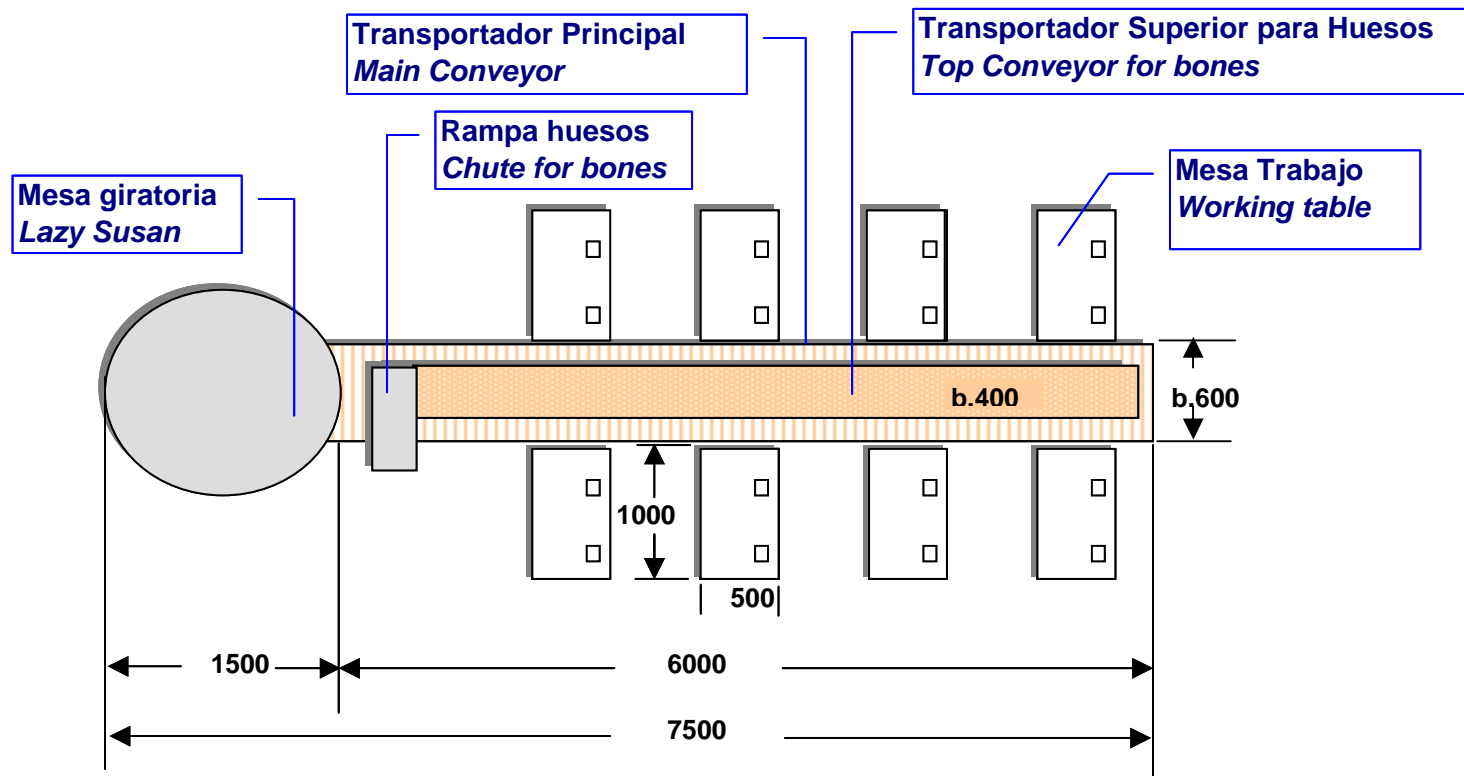 Transportador Principal
Main Conveyor
Transportador Superior para Huesos
Top Conveyor for bones
Rampa huesos
Chute for bones
Mesa Trabajo
Working table
Mesa giratoria
Lazy Susan
b.400
b.600
1000
500
1500
6000
7500